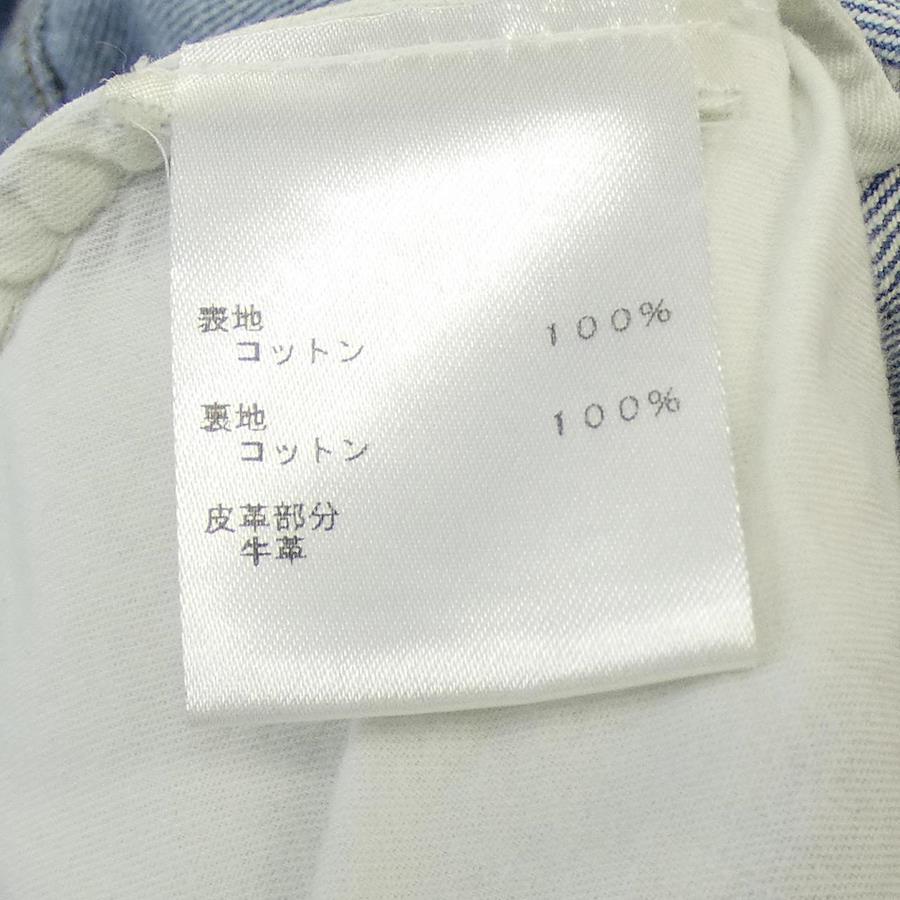 表地
コットン 100%
裏地
コットン 100%
皮革部分
牛革